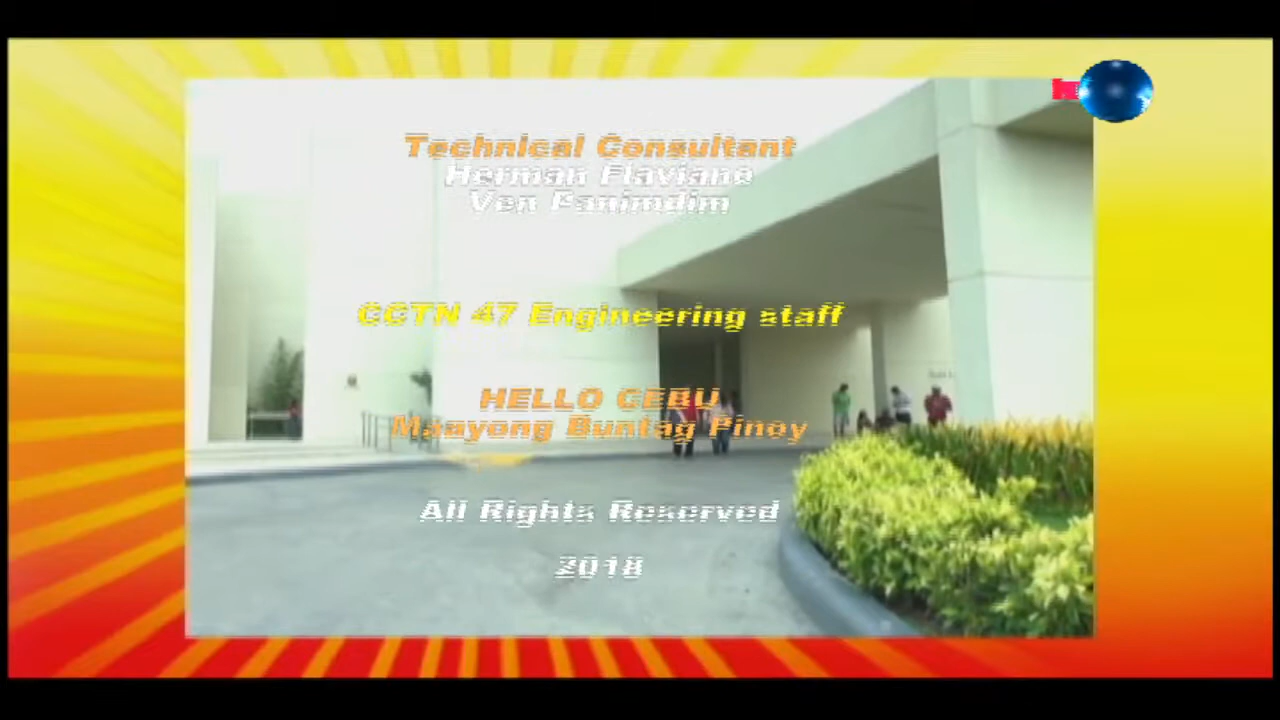 Technical Consultant
Herman Flaviano
Ven Panimdim
CCTN 47 Engineering staff
HELLO CEBU
Maayong Buntag Pinoy
All Rights Reserved
2018